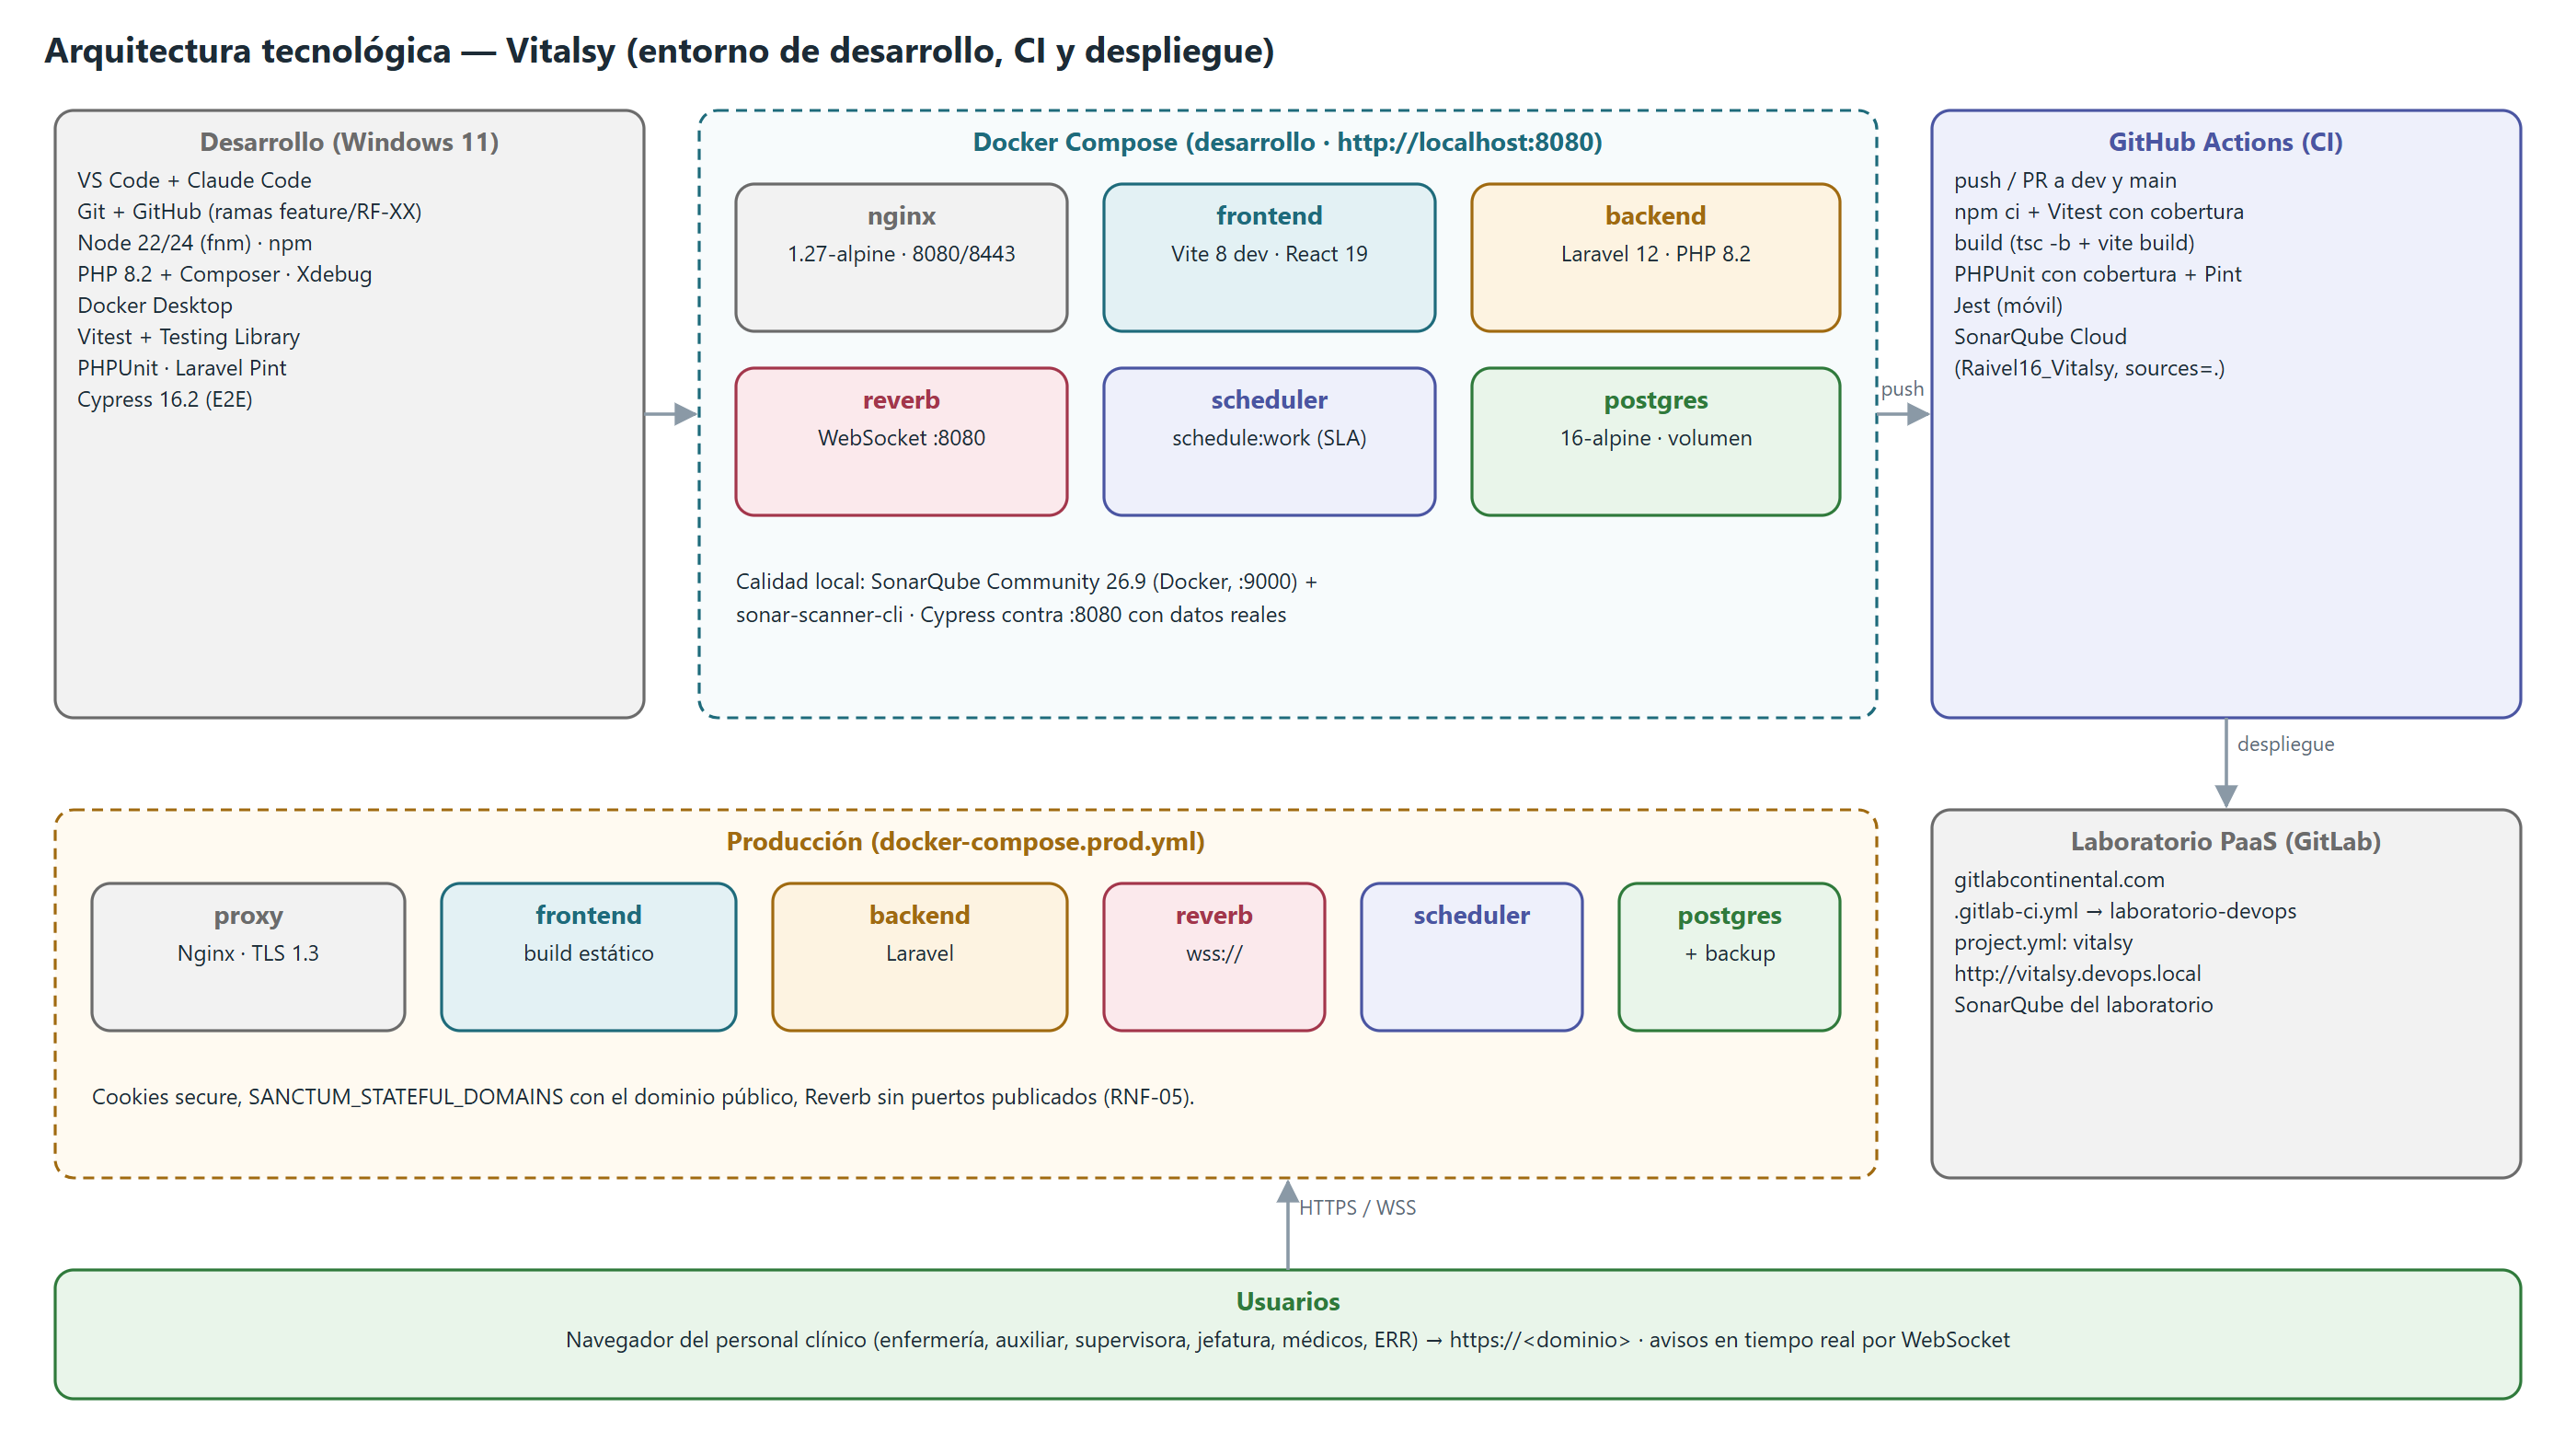 Arquitectura tecnológica — Vitalsy (entorno de desarrollo, CI y despliegue)
Desarrollo (Windows 11)
VS Code + Claude Code
Git + GitHub (ramas feature/RF-XX)
Node 22/24 (fnm) · npm
PHP 8.2 + Composer · Xdebug
Docker Desktop
Vitest + Testing Library
PHPUnit · Laravel Pint
Cypress 16.2 (E2E)
Docker Compose (desarrollo · http://localhost:8080)
nginx
1.27-alpine · 8080/8443
frontend
Vite 8 dev · React 19
backend
Laravel 12 · PHP 8.2
reverb
WebSocket :8080
scheduler
schedule:work (SLA)
postgres
16-alpine · volumen
Calidad local: SonarQube Community 26.9 (Docker, :9000) +
sonar-scanner-cli · Cypress contra :8080 con datos reales
push
GitHub Actions (CI)
push / PR a dev y main
npm ci + Vitest con cobertura
build (tsc -b + vite build)
PHPUnit con cobertura + Pint
Jest (móvil)
SonarQube Cloud
(Raivel16_Vitalsy, sources=.)
despliegue
Producción (docker-compose.prod.yml)
proxy
Nginx · TLS 1.3
frontend
build estático
backend
Laravel
reverb
wss://
scheduler
postgres
+ backup
Cookies secure, SANCTUM_STATEFUL_DOMAINS con el dominio público, Reverb sin puertos publicados (RNF-05).
Laboratorio PaaS (GitLab)
gitlabcontinental.com
.gitlab-ci.yml → laboratorio-devops
project.yml: vitalsy
http://vitalsy.devops.local
SonarQube del laboratorio
HTTPS / WSS
Usuarios
Navegador del personal clínico (enfermería, auxiliar, supervisora, jefatura, médicos, ERR) → https://<dominio> · avisos en tiempo real por WebSocket